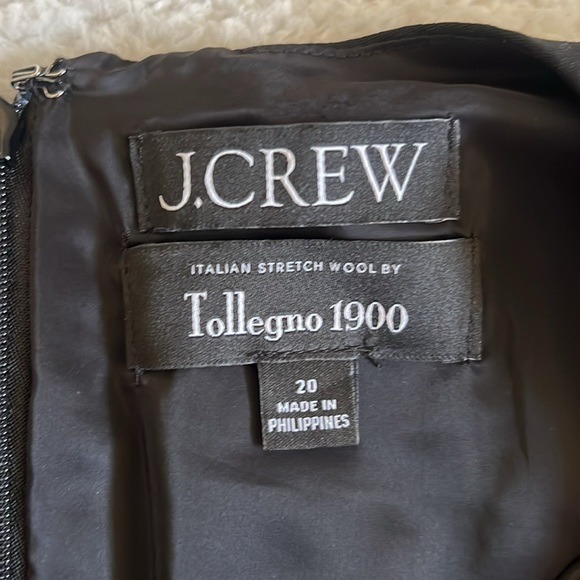 J.CREW
ITALIAN STRETCH WOOL BY
Tollegno 1900
20
MADE IN
PHILIPPINES